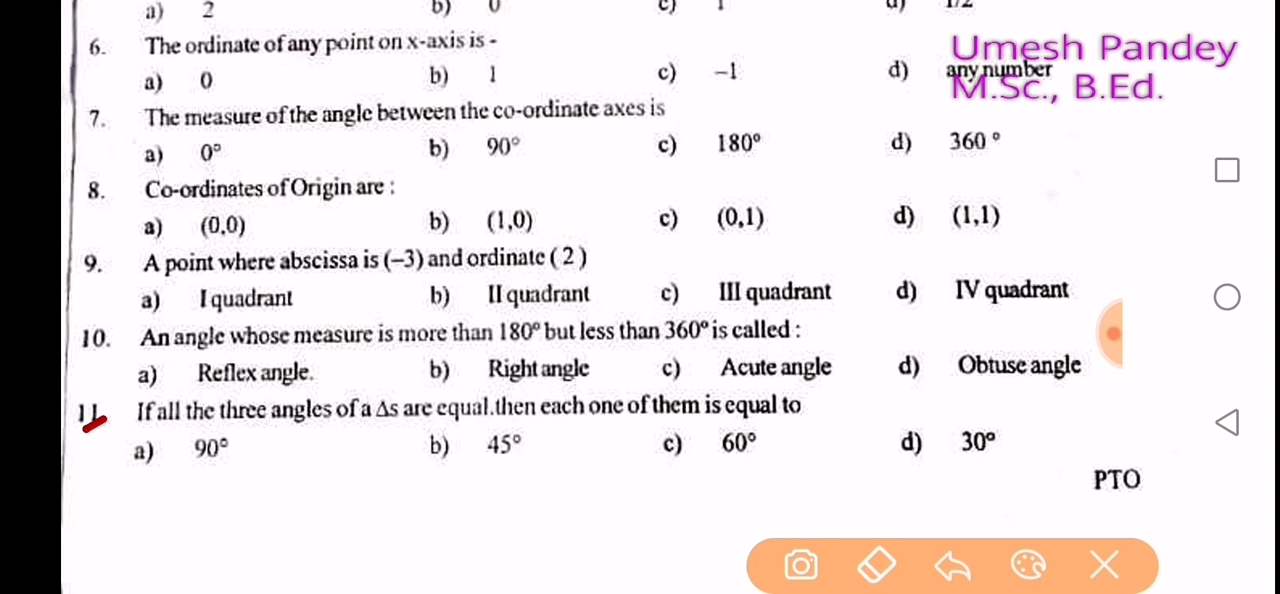 a) 2 b) 0 c) 1 d) 1/2
6. The ordinate of any point on x-axis is -
a) 0 b) 1 c) –1 d) any number
Umesh Pandey
M.Sc., B.Ed.
7. The measure of the angle between the co-ordinate axes is
a) 0° b) 90° c) 180° d) 360 °
8. Co-ordinates of Origin are :
a) (0,0) b) (1,0) c) (0,1) d) (1,1)
9. A point where abscissa is (–3) and ordinate ( 2 )
a) I quadrant b) II quadrant c) III quadrant d) IV quadrant
10. An angle whose measure is more than 180° but less than 360° is called :
a) Reflex angle. b) Right angle c) Acute angle d) Obtuse angle
11. If all the three angles of a Δs are equal.then each one of them is equal to
a) 90° b) 45° c) 60° d) 30°
PTO